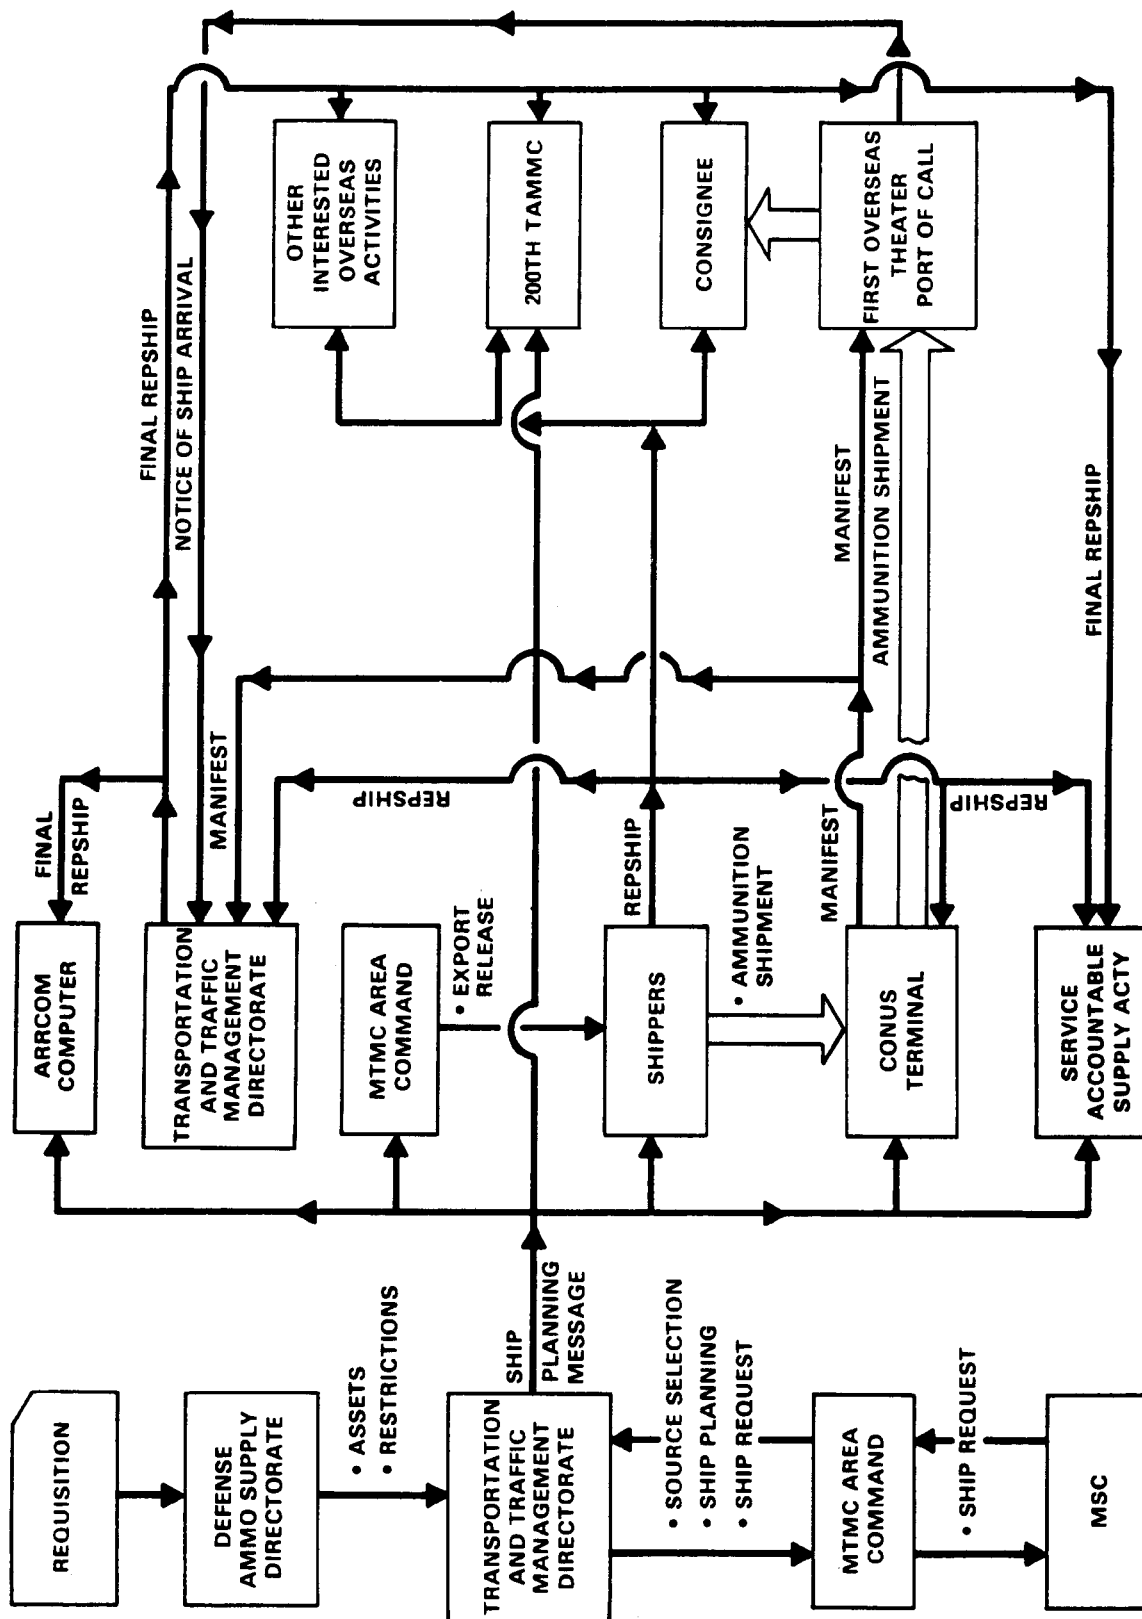 REQUISITION
DEFENSE
AMMO SUPPLY
DIRECTORATE
• ASSETS
• RESTRICTIONS
TRANSPORTATION
AND TRAFFIC
MANAGEMENT
DIRECTORATE
• SOURCE SELECTION
• SHIP PLANNING
• SHIP REQUEST
MTMC AREA
COMMAND
• SHIP REQUEST
MSC
SHIP
PLANNING
MESSAGE
ARRCOM
COMPUTER
FINAL
REPSHIP
TRANSPORTATION
AND TRAFFIC
MANAGEMENT
DIRECTORATE
MANIFEST
REPSHIP
MTMC AREA
COMMAND
• EXPORT
RELEASE
SHIPPERS
REPSHIP
• AMMUNITION
SHIPMENT
CONUS
TERMINAL
MANIFEST
REPSHIP
SERVICE
ACCOUNTABLE
SUPPLY ACTY
FINAL REPSHIP
NOTICE OF SHIP ARRIVAL
MANIFEST
AMMUNITION SHIPMENT
FINAL REPSHIP
OTHER
INTERESTED
OVERSEAS
ACTIVITIES
200TH TAMMC
CONSIGNEE
FIRST OVERSEAS
THEATER
PORT OF CALL